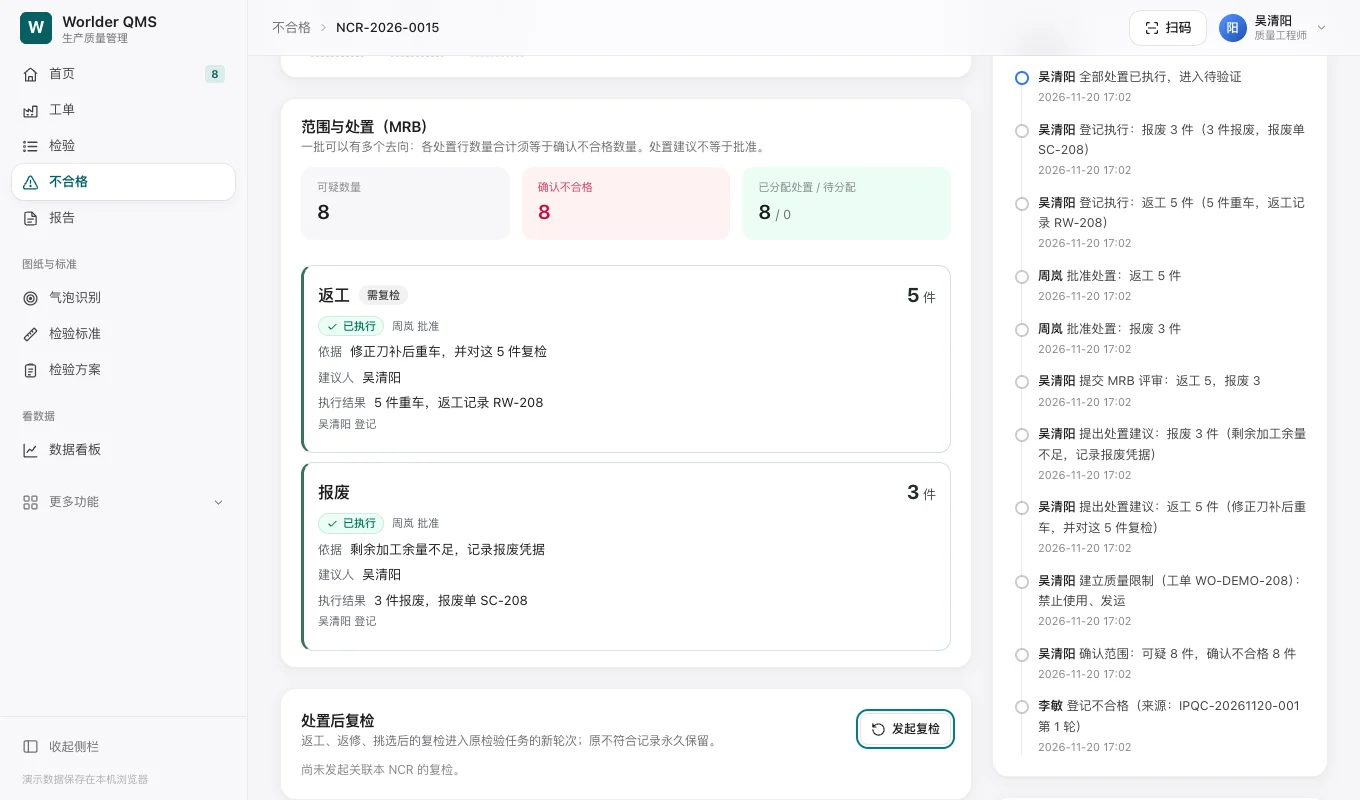 W
Worlder QMS
生产质量管理
首页
8
工单
检验
不合格
报告
图纸与标准
气泡识别
检验标准
检验方案
看数据
数据看板
更多功能
收起侧栏
演示数据保存在本机浏览器
不合格 > NCR-2026-0015
扫码
阳
吴清阳
质量工程师
范围与处置（MRB）
一批可以有多个去向：各处置行数量合计须等于确认不合格数量。处置建议不等于批准。
可疑数量
8
确认不合格
8
已分配处置 / 待分配
8 / 0
返工 需复检
5 件
已执行 周岚 批准
依据 修正刀补后重车，并对这 5 件复检
建议人 吴清阳
执行结果 5 件重车，返工记录 RW-208
吴清阳 登记
报废
3 件
已执行 周岚 批准
依据 剩余加工余量不足，记录报废凭据
建议人 吴清阳
执行结果 3 件报废，报废单 SC-208
吴清阳 登记
处置后复检
返工、返修、挑选后的复检进入原检验任务的新轮次；原不符合记录永久保留。
发起复检
尚未发起关联本 NCR 的复检。
吴清阳 全部处置已执行，进入待验证
2026-11-20 17:02
吴清阳 登记执行：报废 3 件（3 件报废，报废单
SC-208）
2026-11-20 17:02
吴清阳 登记执行：返工 5 件（5 件重车，返工记
录 RW-208）
2026-11-20 17:02
周岚 批准处置：返工 5 件
2026-11-20 17:02
周岚 批准处置：报废 3 件
2026-11-20 17:02
吴清阳 提交 MRB 评审：返工 5，报废 3
2026-11-20 17:02
吴清阳 提出处置建议：报废 3 件（剩余加工余量
不足，记录报废凭据）
2026-11-20 17:02
吴清阳 提出处置建议：返工 5 件（修正刀补后重
车，并对这 5 件复检）
2026-11-20 17:02
吴清阳 建立质量限制（工单 WO-DEMO-208）：
禁止使用、发运
2026-11-20 17:02
吴清阳 确认范围：可疑 8 件，确认不合格 8 件
2026-11-20 17:02
李敏 登记不合格（来源：IPQC-20261120-001
第 1 轮）
2026-11-20 17:02